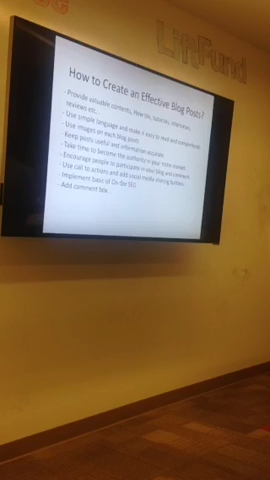 LiftFund
How to Create an Effective Blog Posts?
- Provide valuable contents, How tos, tutorials, interviews,
reviews etc..
- Use simple language and make it easy to read and comprehend.
- Use images on each blog posts
- Keep posts useful and information accurate.
- Take time to become the authority in your niche market.
- Encourage people to participate in your blog and comment.
- Use call to actions and add social media sharing buttons.
- Implement basic of On Site SEO
- Add comment box.